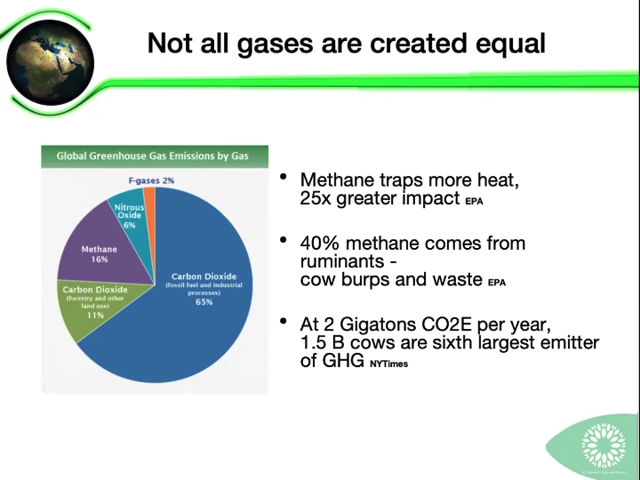 Not all gases are created equal
Global Greenhouse Gas Emissions by Gas
F-gases 2%
Nitrous
Oxide
6%
Methane
16%
Carbon Dioxide
(forestry and other
land use)
11%
Carbon Dioxide
(fossil fuel and industrial
processes)
65%
• Methane traps more heat,
25x greater impact EPA
• 40% methane comes from
ruminants -
cow burps and waste EPA
• At 2 Gigatons CO2E per year,
1.5 B cows are sixth largest emitter
of GHG NYTimes